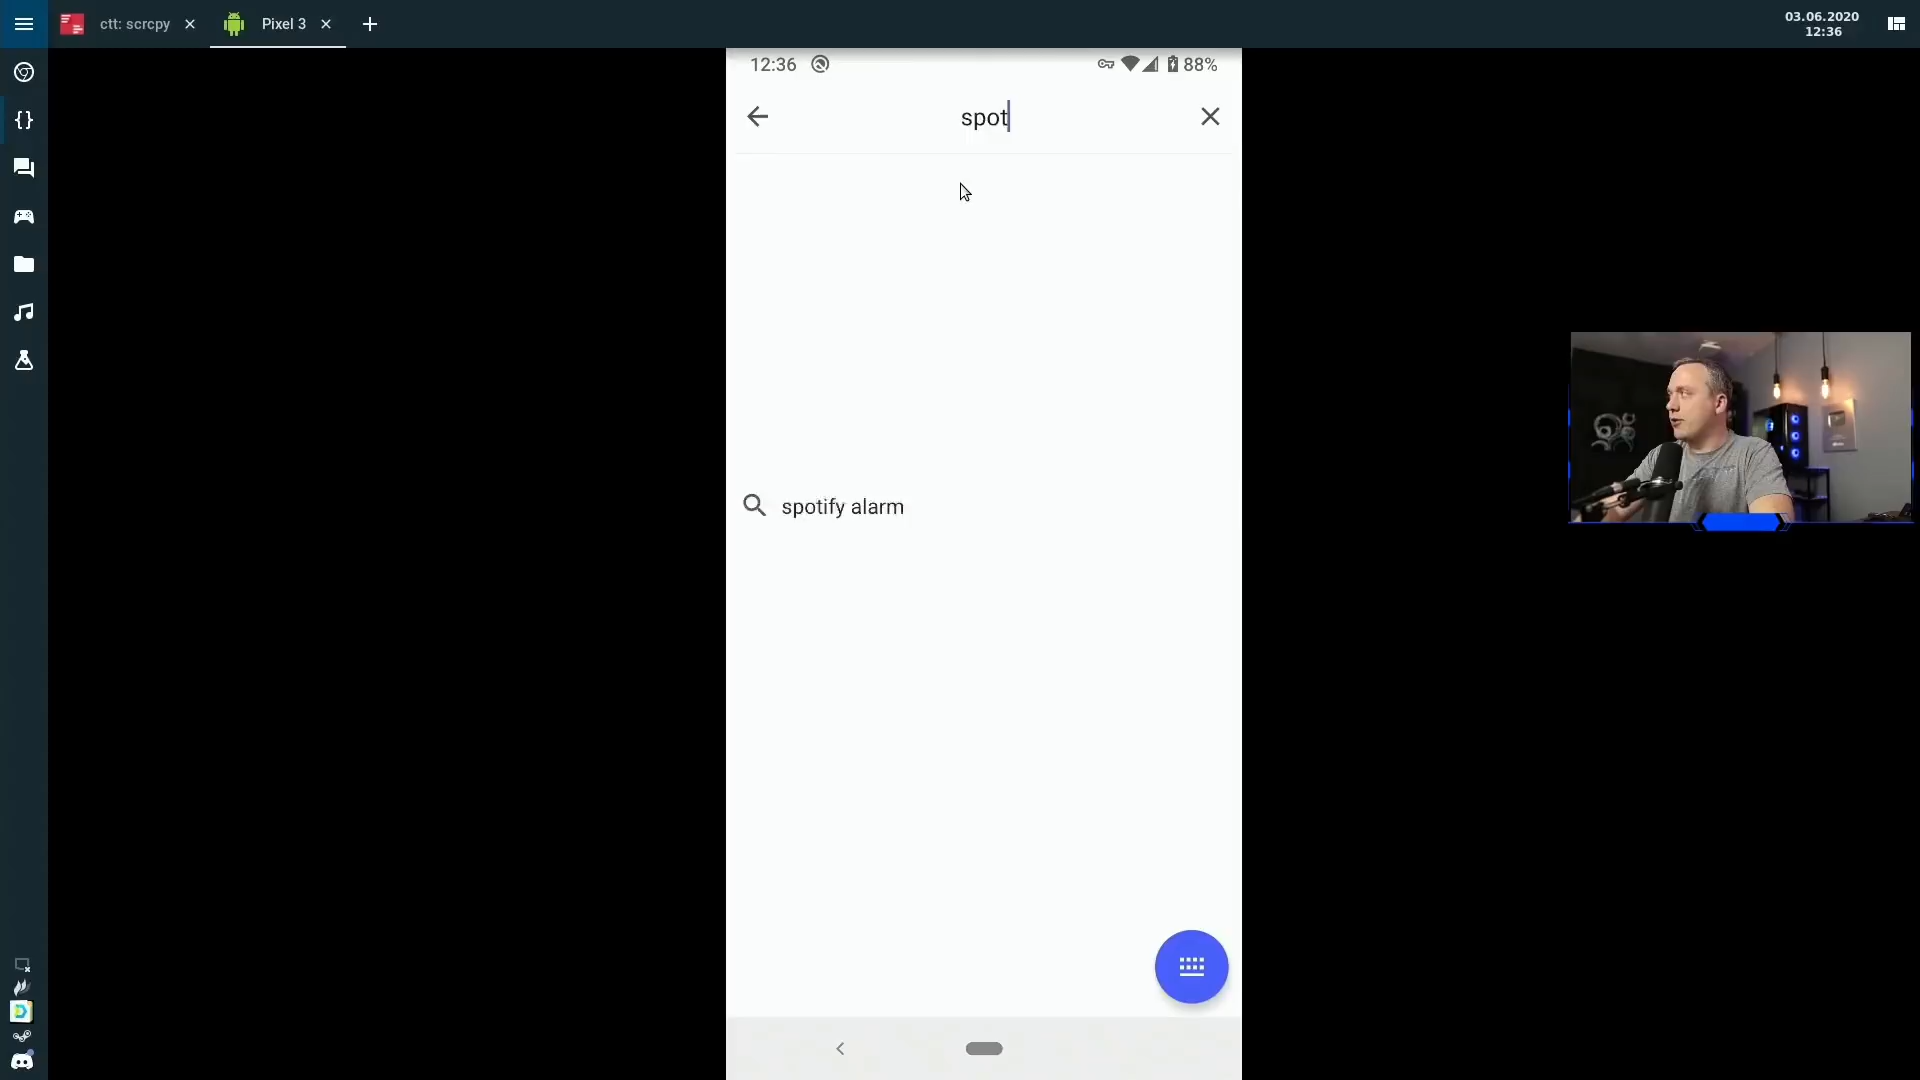 ctt: scrcpy
Pixel 3
03.06.2020
12:36
12:36
88%
spot
spotify alarm